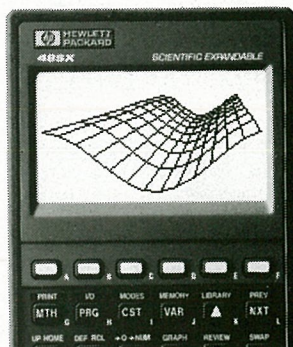 hp HEWLETT
PACKARD
48SX SCIENTIFIC EXPANDABLE
A B C D E F
PRINT I/O MODES MEMORY LIBRARY PREV
MTH G PRG H CST I VAR J ▲ K NXT L
UP HOME DEF RCL →Q →NUM GRAPH REVIEW SWAP